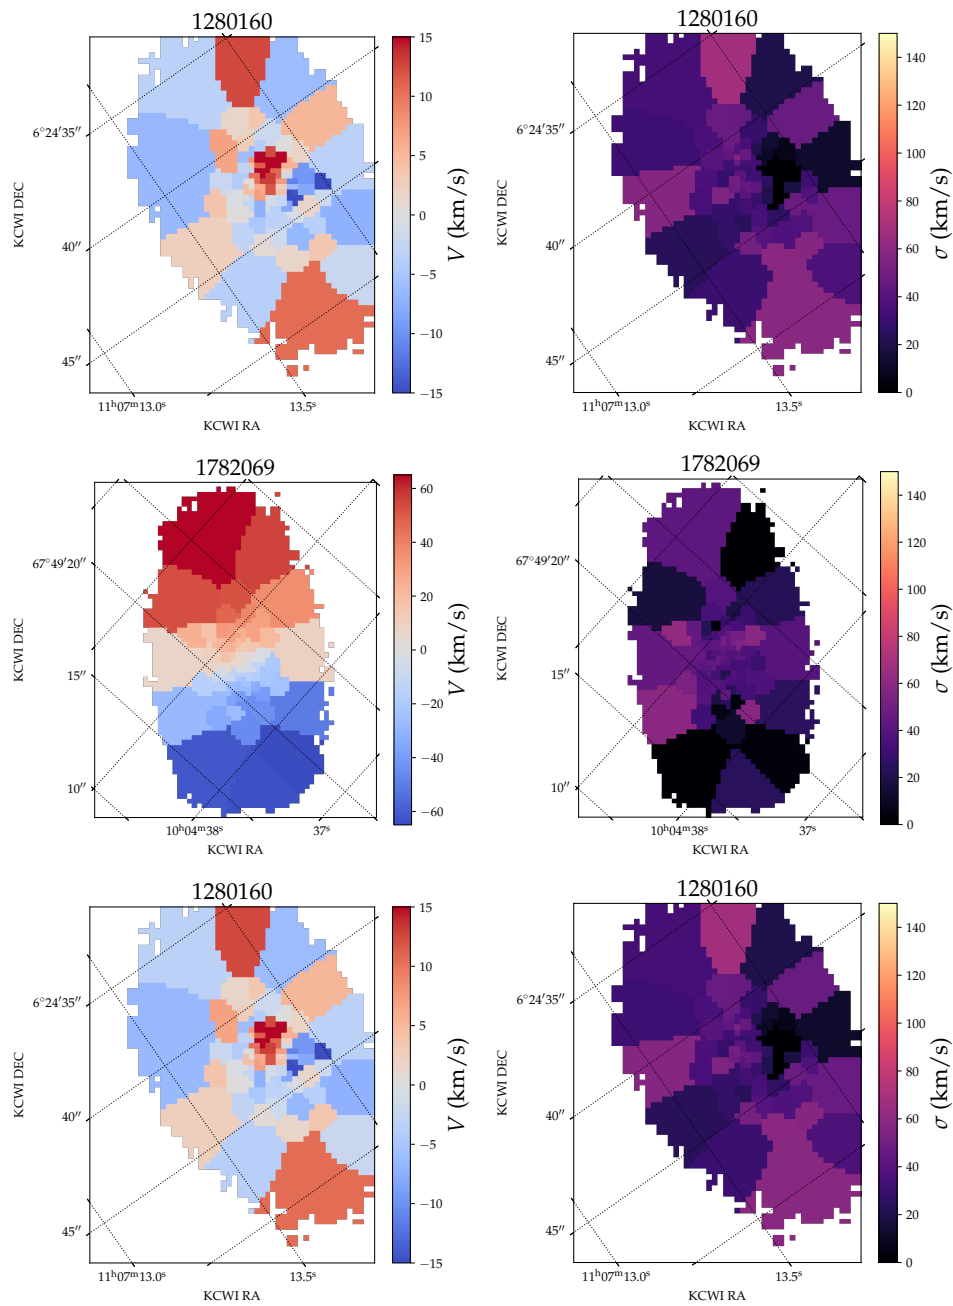 1280160
KCWI DEC
6°24′35″
40″
45″
11ʰ07ᵐ13.0ˢ
13.5ˢ
KCWI RA
15
10
5
0
−5
−10
−15
V (km/s)
1280160
KCWI DEC
6°24′35″
40″
45″
11ʰ07ᵐ13.0ˢ
13.5ˢ
KCWI RA
140
120
100
80
60
40
20
0
σ (km/s)
1782069
KCWI DEC
67°49′20″
15″
10″
10ʰ04ᵐ38ˢ
37ˢ
KCWI RA
60
40
20
0
−20
−40
−60
V (km/s)
1782069
KCWI DEC
67°49′20″
15″
10″
10ʰ04ᵐ38ˢ
37ˢ
KCWI RA
140
120
100
80
60
40
20
0
σ (km/s)
1280160
KCWI DEC
6°24′35″
40″
45″
11ʰ07ᵐ13.0ˢ
13.5ˢ
KCWI RA
15
10
5
0
−5
−10
−15
V (km/s)
1280160
KCWI DEC
6°24′35″
40″
45″
11ʰ07ᵐ13.0ˢ
13.5ˢ
KCWI RA
140
120
100
80
60
40
20
0
σ (km/s)